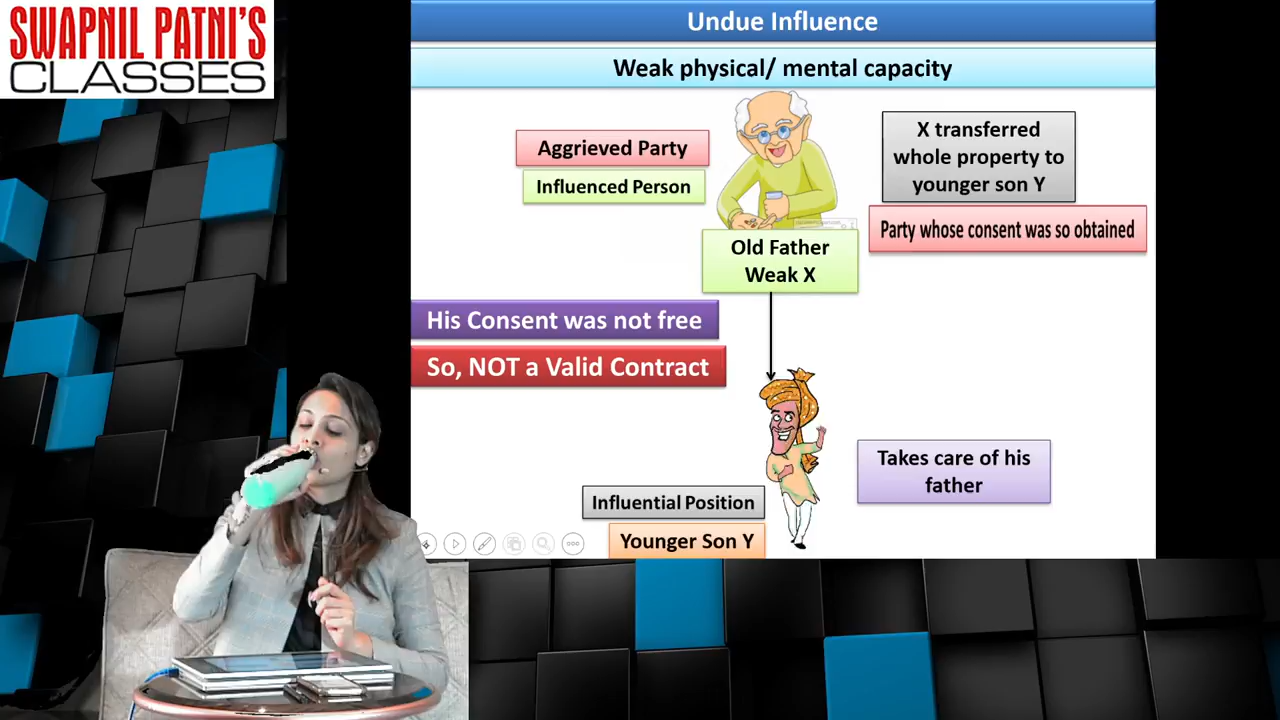 SWAPNIL PATNI'S
CLASSES
Undue Influence
Weak physical/ mental capacity
Aggrieved Party
Influenced Person
X transferred
whole property to
younger son Y
Party whose consent was so obtained
Old Father
Weak X
His Consent was not free
So, NOT a Valid Contract
Takes care of his
father
Influential Position
Younger Son Y